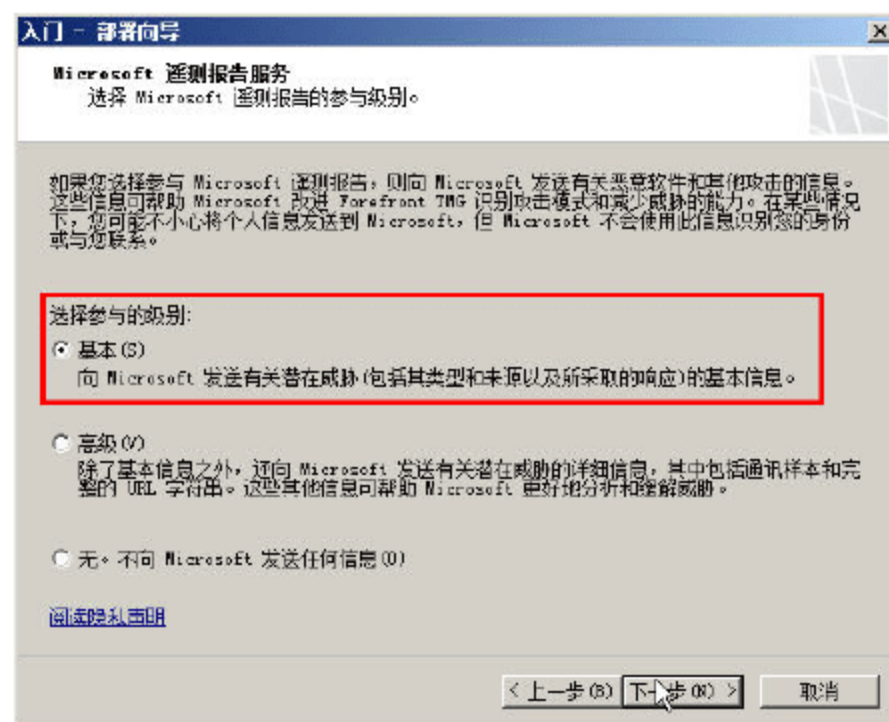 入门 - 部署向导
Microsoft 遥测报告服务
选择 Microsoft 遥测报告的参与级别。
如果您选择参与 Microsoft 遥测报告，则向 Microsoft 发送有关恶意软件和其他攻击的信息。
这些信息可帮助 Microsoft 改进 Forefront TMG 识别攻击模式和减少威胁的能力。在某些情况
下，您可能不小心将个人信息发送到 Microsoft，但 Microsoft 不会使用此信息识别您的身份
或与您联系。
选择参与的级别:
基本(S)
向 Microsoft 发送有关潜在威胁(包括其类型和来源以及所采取的响应)的基本信息。
高级(V)
除了基本信息之外，还向 Microsoft 发送有关潜在威胁的详细信息，其中包括通讯样本和完
整的 URL 字符串。这些其他信息可帮助 Microsoft 更好地分析和缓解威胁。
无。不向 Microsoft 发送任何信息(O)
阅读隐私声明
< 上一步(B) 下一步(N) > 取消